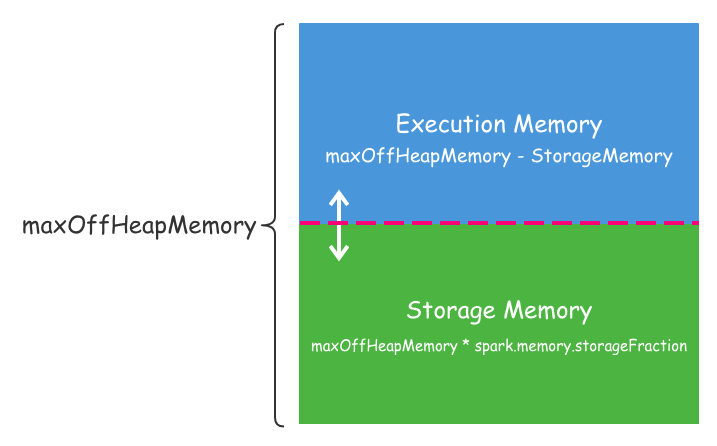 Execution Memory
maxOffHeapMemory - StorageMemory
maxOffHeapMemory
Storage Memory
maxOffHeapMemory * spark.memory.storageFraction